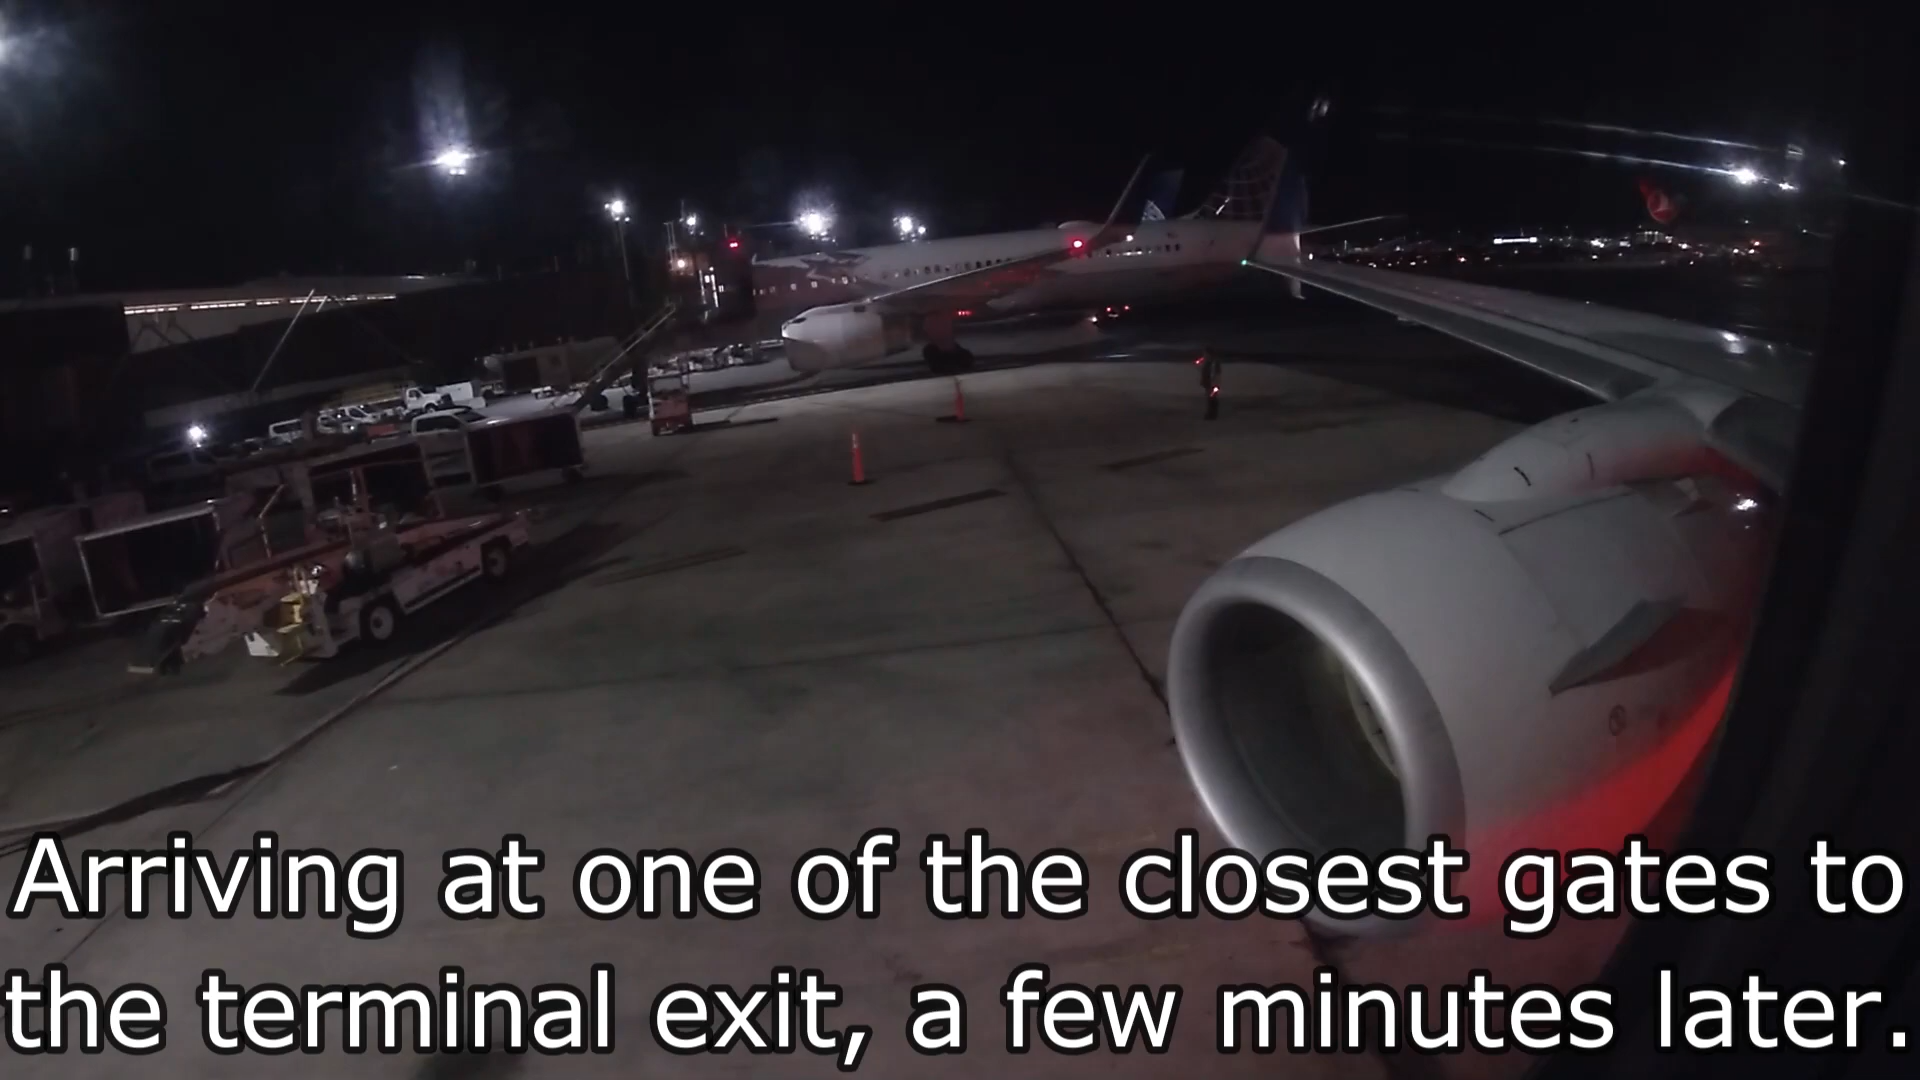 Arriving at one of the closest gates to
the terminal exit, a few minutes later.